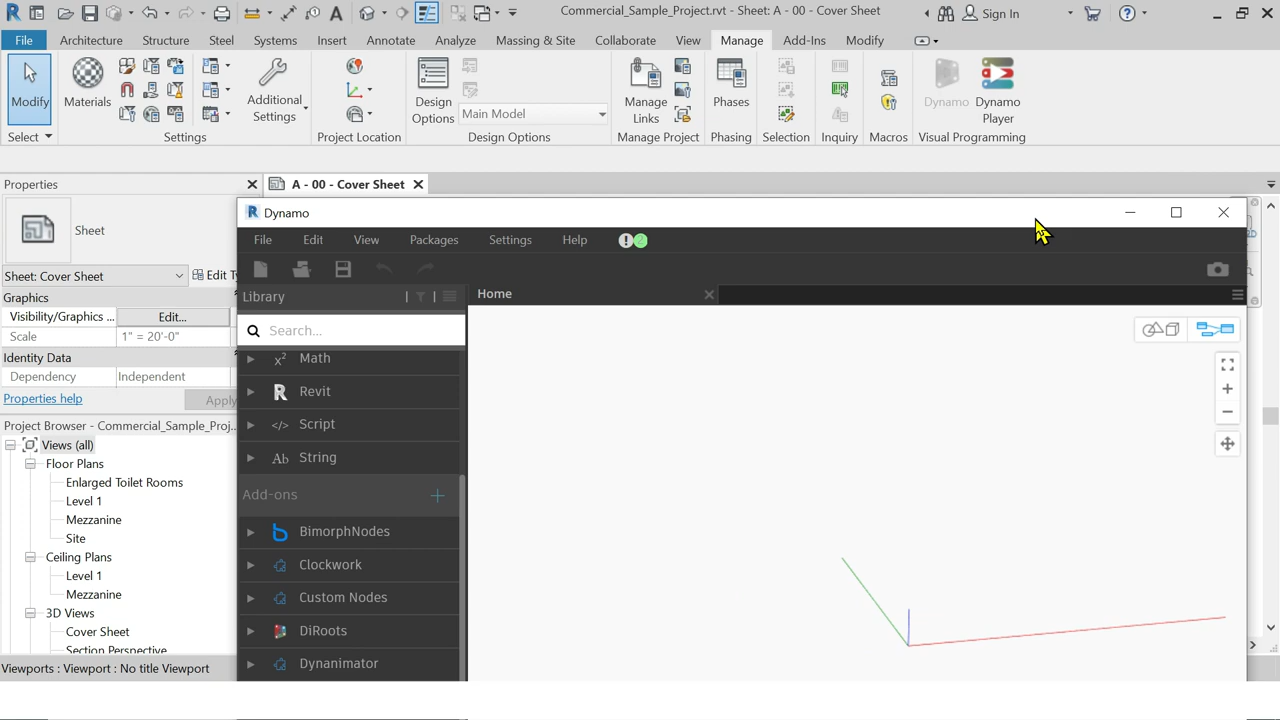 Commercial_Sample_Project.rvt - Sheet: A - 00 - Cover Sheet
Sign In
File Architecture Structure Steel Systems Insert Annotate Analyze Massing & Site Collaborate View Manage Add-Ins Modify
Modify
Materials
Additional
Settings
Design
Options
Main Model
Manage
Links
Phases
Dynamo
Dynamo
Player
Select
Settings
Project Location
Design Options
Manage Project
Phasing
Selection
Inquiry
Macros
Visual Programming
Properties
A - 00 - Cover Sheet
Sheet
Sheet: Cover Sheet
Edit Ty
Graphics
Visibility/Graphics ... Edit...
Scale 1" = 20'-0"
Identity Data
Dependency Independent
Properties help
Apply
Project Browser - Commercial_Sample_Proj...
Views (all)
Floor Plans
Enlarged Toilet Rooms
Level 1
Mezzanine
Site
Ceiling Plans
Level 1
Mezzanine
3D Views
Cover Sheet
Section Perspective
Viewports : Viewport : No title Viewport
Dynamo
File Edit View Packages Settings Help
Library
Home
Search...
Math
Revit
Script
String
Add-ons
BimorphNodes
Clockwork
Custom Nodes
DiRoots
Dynanimator